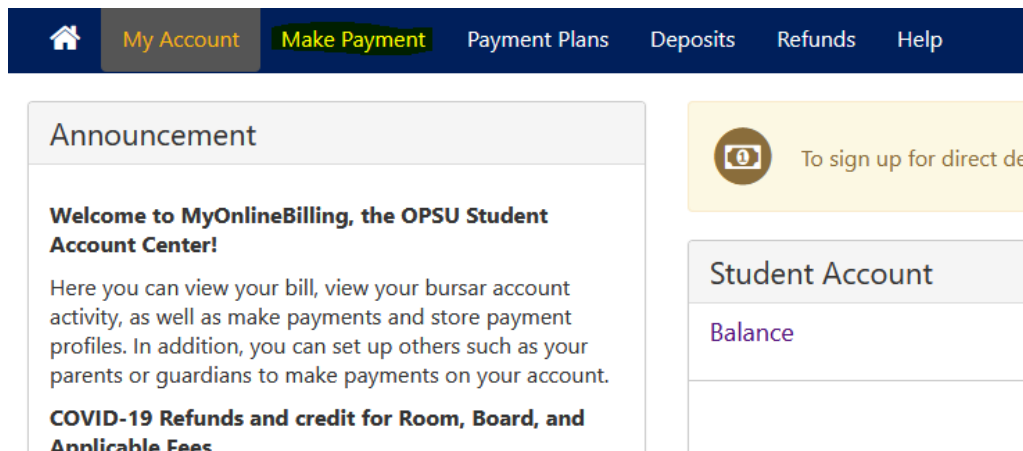 My Account Make Payment Payment Plans Deposits Refunds Help
Announcement
Welcome to MyOnlineBilling, the OPSU Student
Account Center!
Here you can view your bill, view your bursar account
activity, as well as make payments and store payment
profiles. In addition, you can set up others such as your
parents or guardians to make payments on your account.
COVID-19 Refunds and credit for Room, Board, and
Applicable Fees
To sign up for direct de
Student Account
Balance